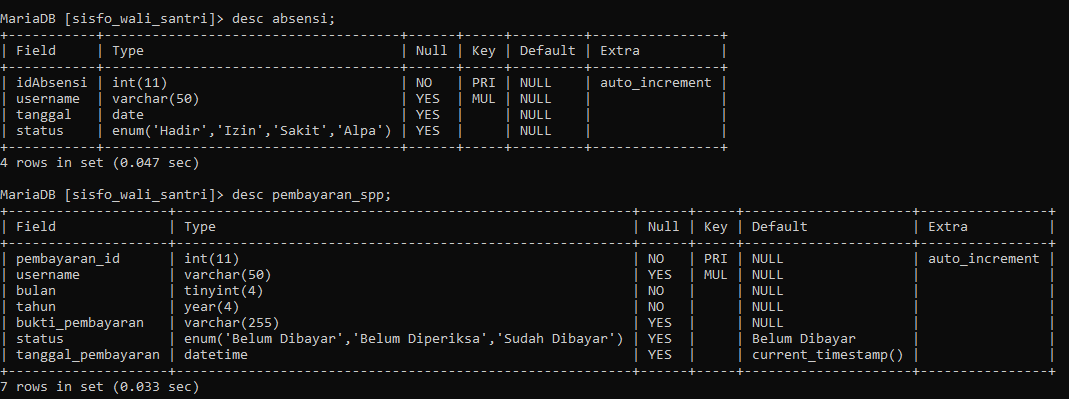 MariaDB [sisfo_wali_santri]> desc absensi;
+-----------+-------------------------------------+------+-----+---------+----------------+
| Field     | Type                                | Null | Key | Default | Extra          |
+-----------+-------------------------------------+------+-----+---------+----------------+
| idAbsensi | int(11)                             | NO   | PRI | NULL    | auto_increment |
| username  | varchar(50)                         | YES  | MUL | NULL    |                |
| tanggal   | date                                | YES  |     | NULL    |                |
| status    | enum('Hadir','Izin','Sakit','Alpa') | YES  |     | NULL    |                |
+-----------+-------------------------------------+------+-----+---------+----------------+
4 rows in set (0.047 sec)

MariaDB [sisfo_wali_santri]> desc pembayaran_spp;
+--------------------+---------------------------------------------------------+------+-----+---------------------+----------------+
| Field              | Type                                                    | Null | Key | Default             | Extra          |
+--------------------+---------------------------------------------------------+------+-----+---------------------+----------------+
| pembayaran_id      | int(11)                                                 | NO   | PRI | NULL                | auto_increment |
| username           | varchar(50)                                             | YES  | MUL | NULL                |                |
| bulan              | tinyint(4)                                              | NO   |     | NULL                |                |
| tahun              | year(4)                                                 | NO   |     | NULL                |                |
| bukti_pembayaran   | varchar(255)                                            | YES  |     | NULL                |                |
| status             | enum('Belum Dibayar','Belum Diperiksa','Sudah Dibayar') | YES  |     | Belum Dibayar       |                |
| tanggal_pembayaran | datetime                                                | YES  |     | current_timestamp() |                |
+--------------------+---------------------------------------------------------+------+-----+---------------------+----------------+
7 rows in set (0.033 sec)